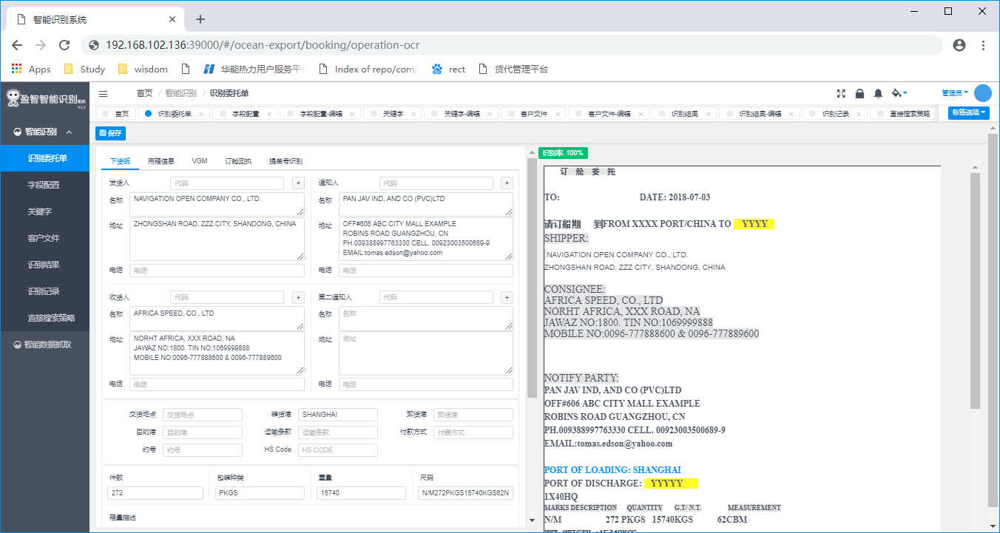 智能识别系统
192.168.102.136:39000/#/ocean-export/booking/operation-ocr
Apps Study wisdom 华能热力用户服务平台 Index of repo/com/ rect 货代管理平台
盈智智能识别系统 V2.2
首页 / 智能识别 / 识别委托单
管理员
首页 识别委托单 字段配置 字段配置-编辑 关键字 关键字-编辑 客户文件 客户文件-编辑 识别结果 识别结果-编辑 识别记录 直接搜索策略 标签选项
智能识别
识别委托单
字段配置
关键字
客户文件
识别结果
识别记录
直接搜索策略
智能数据抓取
保存
下货纸 用箱信息 VGM 订舱回执 提单号识别
发货人 代码 +
名称 NAVIGATION OPEN COMPANY CO., LTD.
地址 ZHONGSHAN ROAD, ZZZ CITY, SHANDONG, CHINA
电话 电话
通知人 代码 +
名称 PAN JAV IND, AND CO (PVC)LTD
地址 OFF#606 ABC CITY MALL EXAMPLE
ROBINS ROAD GUANGZHOU, CN
PH.009388997763330 CELL. 00923003500689-9
EMAIL:tomas.edson@yahoo.com
电话 电话
收货人 代码 +
名称 AFRICA SPEED, CO., LTD
地址 NORHT AFRICA, XXX ROAD, NA
JAWAZ NO:1800. TIN NO:1069999888
MOBILE NO:0096-777888600 & 0096-777889600
电话 电话
第二通知人 代码 +
名称 名称
地址 地址
电话 电话
交货地点 交货地点 装货港 SHANGHAI 卸货港 卸货港
目的港 目的港 运输条款 运输条款 付款方式 付费方式
约号 约号 HS Code HS CODE
件数 包装种类 重量 尺码
272 PKGS 15740 N/M272PKGS15740KGS62N
箱量描述
识别率: 100%
订 舱 委 托
TO: DATE: 2018-07-03
请订船期 到FROM XXXX PORT/CHINA TO YYYY
SHIPPER:
NAVIGATION OPEN COMPANY CO., LTD.
ZHONGSHAN ROAD, ZZZ CITY, SHANDONG, CHINA
CONSIGNEE:
AFRICA SPEED, CO., LTD
NORHT AFRICA, XXX ROAD, NA
JAWAZ NO:1800. TIN NO:1069999888
MOBILE NO:0096-777888600 & 0096-777889600
NOTIFY PARTY:
PAN JAV IND, AND CO (PVC)LTD
OFF#606 ABC CITY MALL EXAMPLE
ROBINS ROAD GUANGZHOU, CN
PH.009388997763330 CELL. 00923003500689-9
EMAIL:tomas.edson@yahoo.com
PORT OF LOADING: SHANGHAI
PORT OF DISCHARGE: YYYYY
1X40HQ
MARKS DESCRIPTION QUANTITY G.T/ N.T. MEASUREMENT
N/M 272 PKGS 15740KGS 62CBM